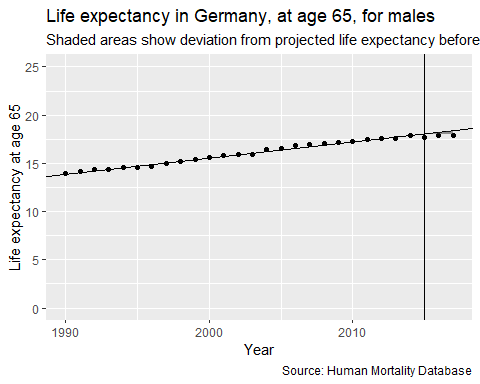 Life expectancy in Germany, at age 65, for males
Shaded areas show deviation from projected life expectancy before
25
20
15
10
5
0
Life expectancy at age 65
1990 2000 2010
Year
Source: Human Mortality Database